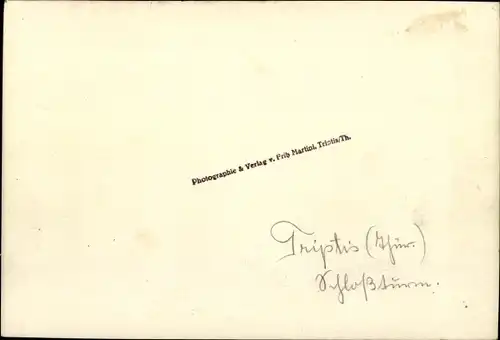 Photographie & Verlag v. Fritz Martini, Triptis/Th.
Triptis (Thür.)
Schloßturm.